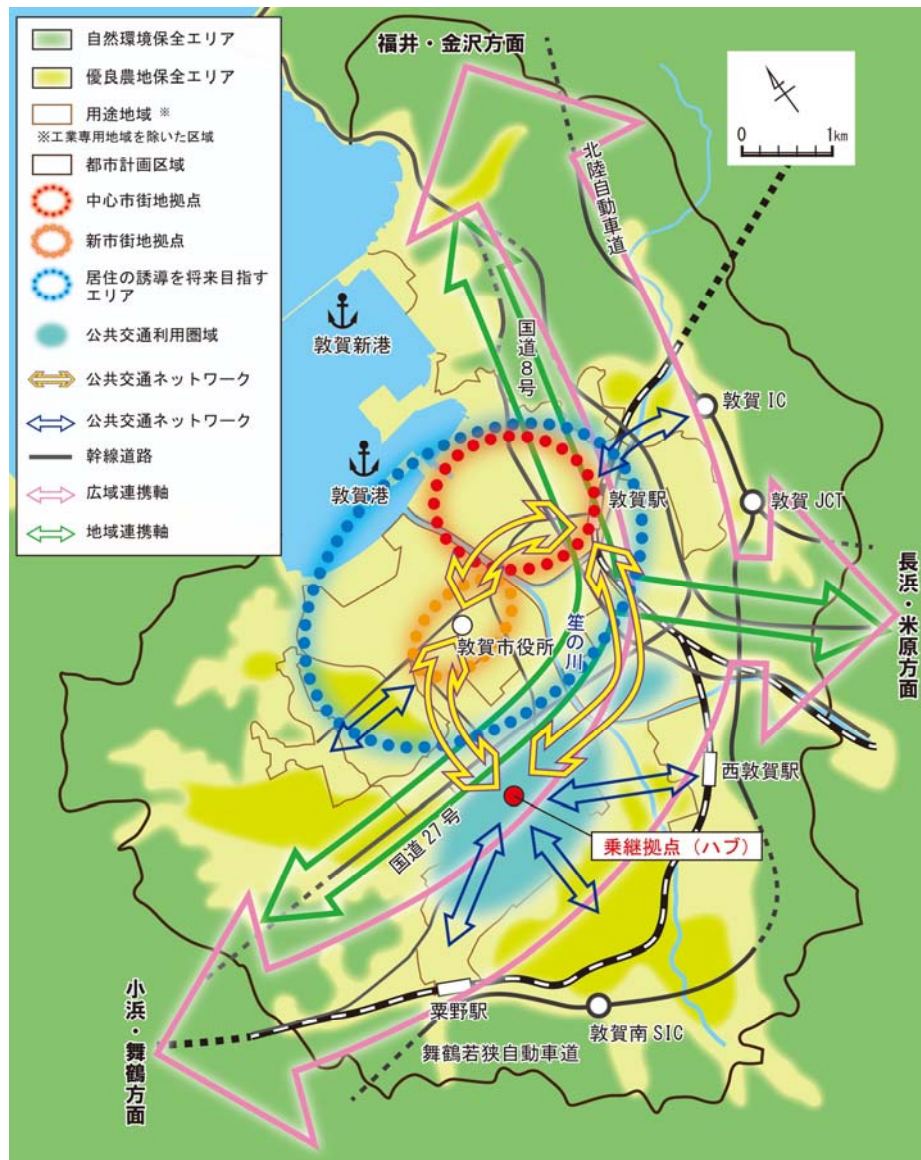 自然環境保全エリア
優良農地保全エリア
用途地域 ※
※工業専用地域を除いた区域
都市計画区域
中心市街地拠点
新市街地拠点
居住の誘導を将来目指す
エリア
公共交通利用圏域
公共交通ネットワーク
公共交通ネットワーク
幹線道路
広域連携軸
地域連携軸
福井・金沢方面
0
1km
北陸自動車道
国道8号
敦賀新港
敦賀IC
敦賀港
敦賀駅
敦賀JCT
長浜・米原方面
笙の川
敦賀市役所
西敦賀駅
国道27号
乗継拠点（ハブ）
小浜・舞鶴方面
粟野駅
敦賀南SIC
舞鶴若狭自動車道